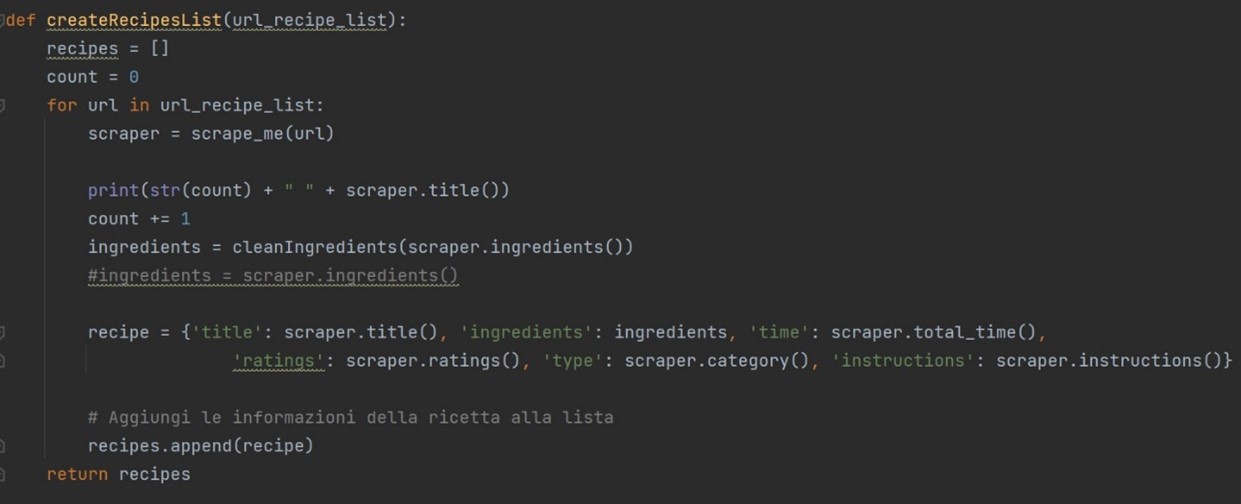 def createRecipesList(url_recipe_list):
    recipes = []
    count = 0
    for url in url_recipe_list:
        scraper = scrape_me(url)
        print(str(count) + " " + scraper.title())
        count += 1
        ingredients = cleanIngredients(scraper.ingredients())
        #ingredients = scraper.ingredients()
        recipe = {'title': scraper.title(), 'ingredients': ingredients, 'time': scraper.total_time(),
                  'ratings': scraper.ratings(), 'type': scraper.category(), 'instructions': scraper.instructions()}
        # Aggiungi le informazioni della ricetta alla lista
        recipes.append(recipe)
    return recipes